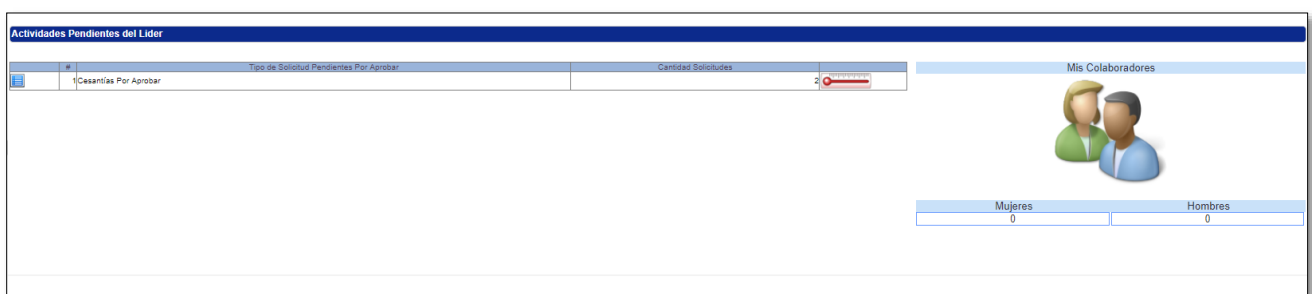 Actividades Pendientes del Lider
# Tipo de Solicitud Pendientes Por Aprobar Cantidad Solicitudes
1 Cesantías Por Aprobar 2
Mis Colaboradores
Mujeres Hombres
0 0